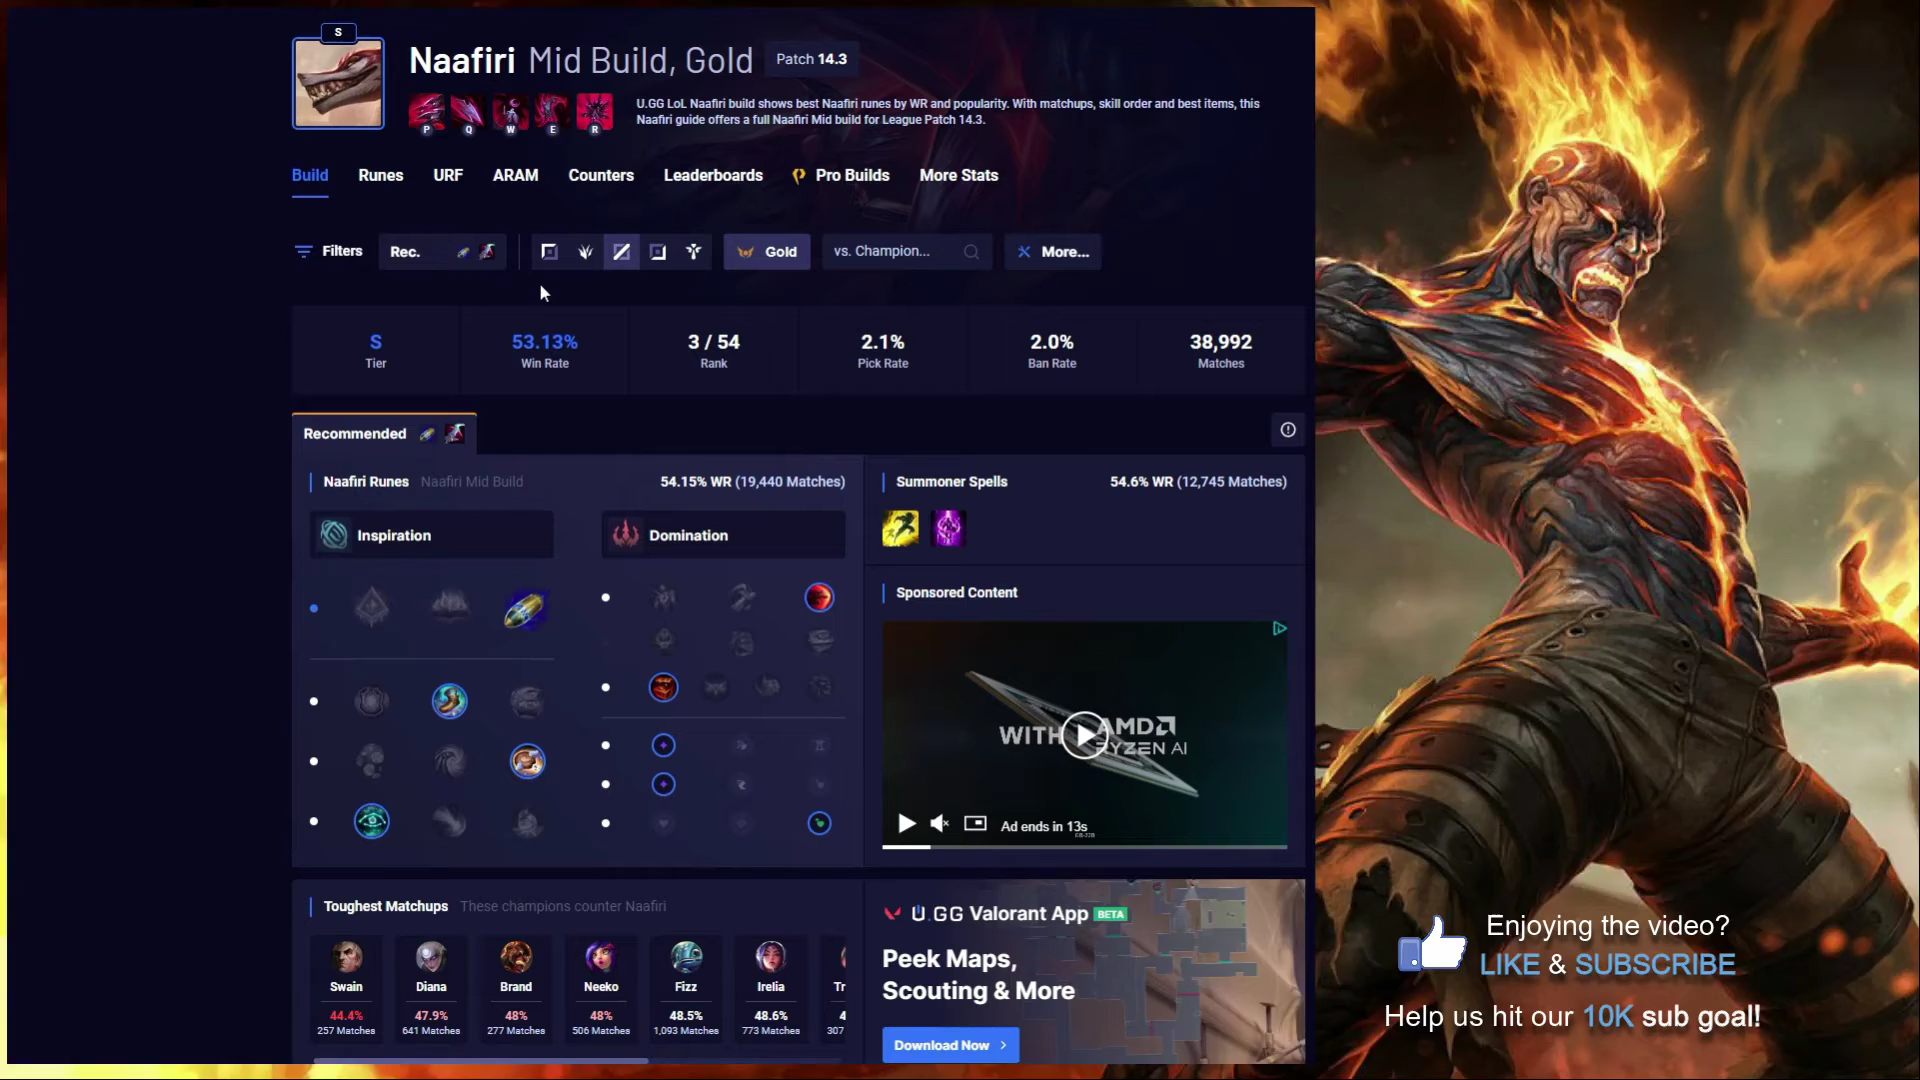 S
Naafiri Mid Build, Gold
Patch 14.3
P
Q
W
E
R
U.GG LoL Naafiri build shows best Naafiri runes by WR and popularity. With matchups, skill order and best items, this
Naafiri guide offers a full Naafiri Mid build for League Patch 14.3.
Build
Runes
URF
ARAM
Counters
Leaderboards
Pro Builds
More Stats
Filters
Rec.
Gold
vs. Champion...
More...
S
Tier
53.13%
Win Rate
3 / 54
Rank
2.1%
Pick Rate
2.0%
Ban Rate
38,992
Matches
Recommended
Naafiri Runes Naafiri Mid Build
54.15% WR (19,440 Matches)
Inspiration
Domination
Summoner Spells
54.6% WR (12,745 Matches)
Sponsored Content
WITH AMD
RYZEN AI
Ad ends in 13s
Toughest Matchups These champions counter Naafiri
Swain
44.4%
257 Matches
Diana
47.9%
641 Matches
Brand
48%
277 Matches
Neeko
48%
506 Matches
Fizz
48.5%
1,093 Matches
Irelia
48.6%
773 Matches
Tr
4
307
U.GG Valorant App BETA
Peek Maps,
Scouting & More
Download Now
Enjoying the video?
LIKE & SUBSCRIBE
Help us hit our 10K sub goal!